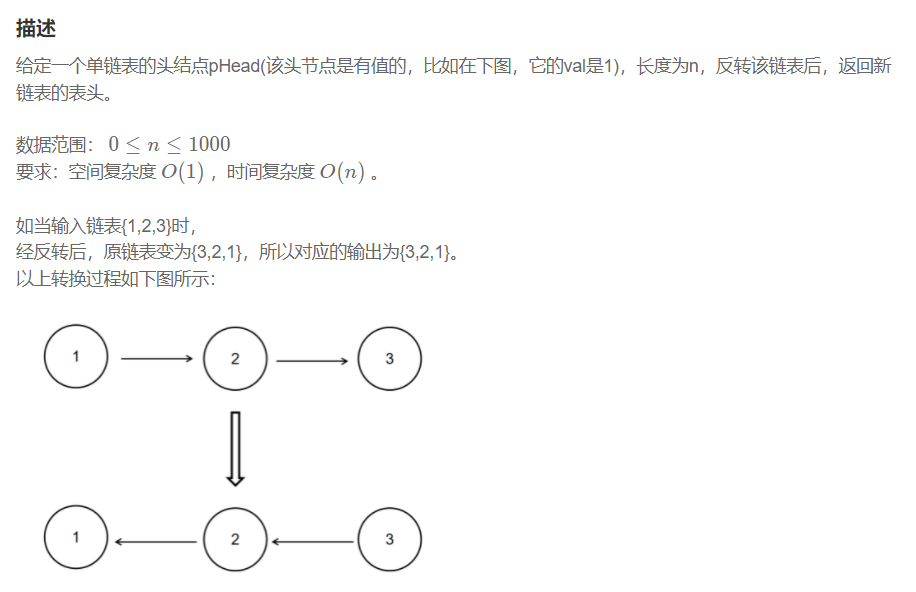 描述
给定一个单链表的头结点pHead(该头节点是有值的，比如在下图，它的val是1)，长度为n，反转该链表后，返回新
链表的表头。
数据范围： 0 ≤ n ≤ 1000
要求：空间复杂度 O(1) ，时间复杂度 O(n) 。
如当输入链表{1,2,3}时，
经反转后，原链表变为{3,2,1}，所以对应的输出为{3,2,1}。
以上转换过程如下图所示：
1 2 3
1 2 3